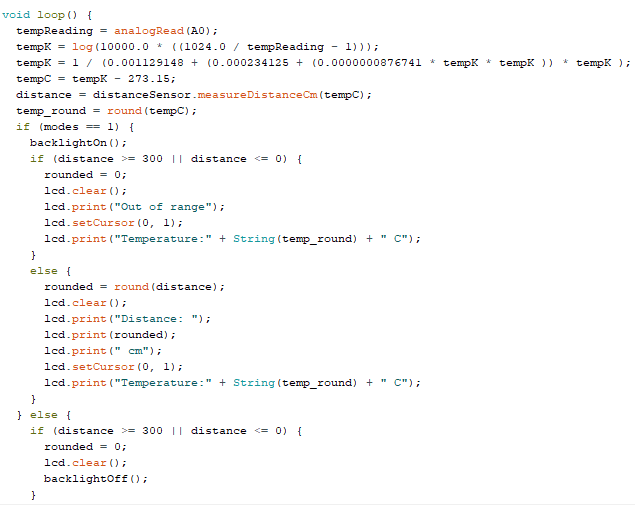 void loop() {
tempReading = analogRead(A0);
tempK = log(10000.0 * ((1024.0 / tempReading - 1)));
tempK = 1 / (0.001129148 + (0.000234125 + (0.0000000876741 * tempK * tempK )) * tempK );
tempC = tempK - 273.15;
distance = distanceSensor.measureDistanceCm(tempC);
temp_round = round(tempC);
if (modes == 1) {
backlightOn();
if (distance >= 300 || distance <= 0) {
rounded = 0;
lcd.clear();
lcd.print("Out of range");
lcd.setCursor(0, 1);
lcd.print("Temperature:" + String(temp_round) + " C");
}
else {
rounded = round(distance);
lcd.clear();
lcd.print("Distance: ");
lcd.print(rounded);
lcd.print(" cm");
lcd.setCursor(0, 1);
lcd.print("Temperature:" + String(temp_round) + " C");
}
} else {
if (distance >= 300 || distance <= 0) {
rounded = 0;
lcd.clear();
backlightOff();
}